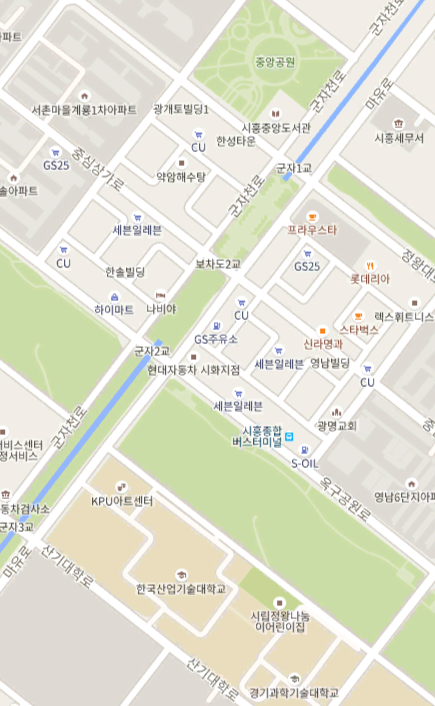 군자천로
파트
중앙공원
군자천로
마유로
서촌마을계룡1차아파트
광개토빌딩1
시흥중앙도서관
시흥세무서
CU
한성타운
GS25
중심상가로
약암해수탕
군자1교
솔아파트
군자천로
프라우스타
세븐일레븐
정왕대로
CU
보차도2교
GS25
한솔빌딩
롯데리아
하이마트
나비야
CU
렉스휘트니스
스타벅스
GS주유소
신라명과
군자2교
세븐일레븐
영남빌딩
현대자동차 시화지점
CU
세븐일레븐
군자천로
광명교회
시흥종합
버스터미널
서비스센터
정서비스
S-OIL
옥구공원로
KPU아트센터
영남6단지아파
동차검사소
군자3교
마유로
산기대학로
한국산업기술대학교
시립정왕나눔
이어린이집
산기대학로
경기과학기술대학교